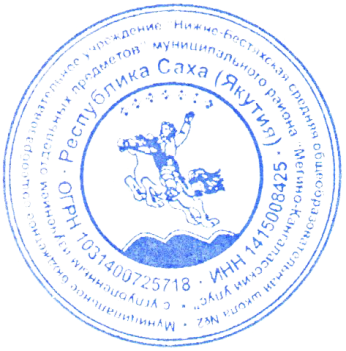 Муниципальное бюджетное общеобразовательное учреждение "Нижне-Бестяхская средняя общеобразовательная школа №2
с углубленным изучением отдельных предметов" муниципального района "Мегино-Кангаласский улус"
Республика Саха (Якутия) · ИНН 1415008425 · ОГРН 1031400725718